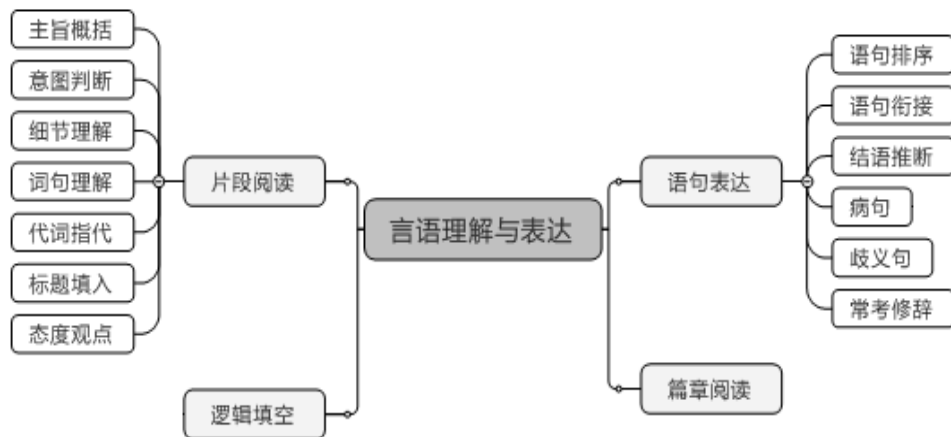 主旨概括
意图判断
细节理解
词句理解
代词指代
标题填入
态度观点
片段阅读
逻辑填空
言语理解与表达
语句表达
篇章阅读
语句排序
语句衔接
结语推断
病句
歧义句
常考修辞